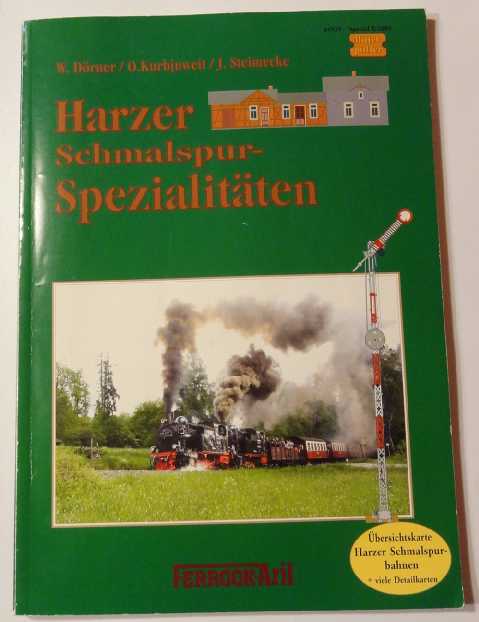 W. Dörner / O. Kurbjuweit / J. Steimecke
Harzer
Schmalspur-
Spezialitäten
Übersichtskarte
Harzer Schmalspur-
bahnen
+ viele Detailkarten
FERROOK-Aril